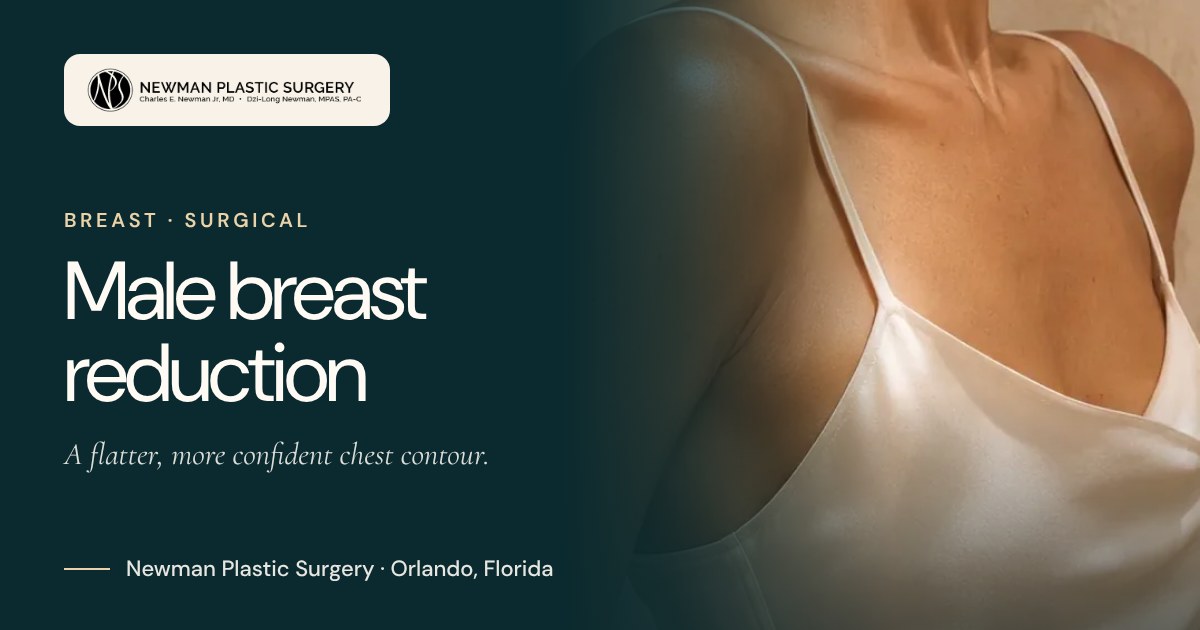 NPS
NEWMAN PLASTIC SURGERY
Charles E. Newman Jr, MD • Dzi-Long Newman, MPAS, PA-C
BREAST · SURGICAL
Male breast
reduction
A flatter, more confident chest contour.
Newman Plastic Surgery · Orlando, Florida